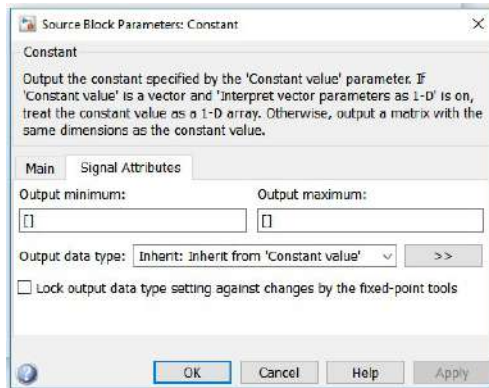 Source Block Parameters: Constant
Constant
Output the constant specified by the 'Constant value' parameter. If
'Constant value' is a vector and 'Interpret vector parameters as 1-D' is on,
treat the constant value as a 1-D array. Otherwise, output a matrix with the
same dimensions as the constant value.
Main Signal Attributes
Output minimum: Output maximum:
[] []
Output data type: Inherit: Inherit from 'Constant value' >>
Lock output data type setting against changes by the fixed-point tools
OK Cancel Help Apply